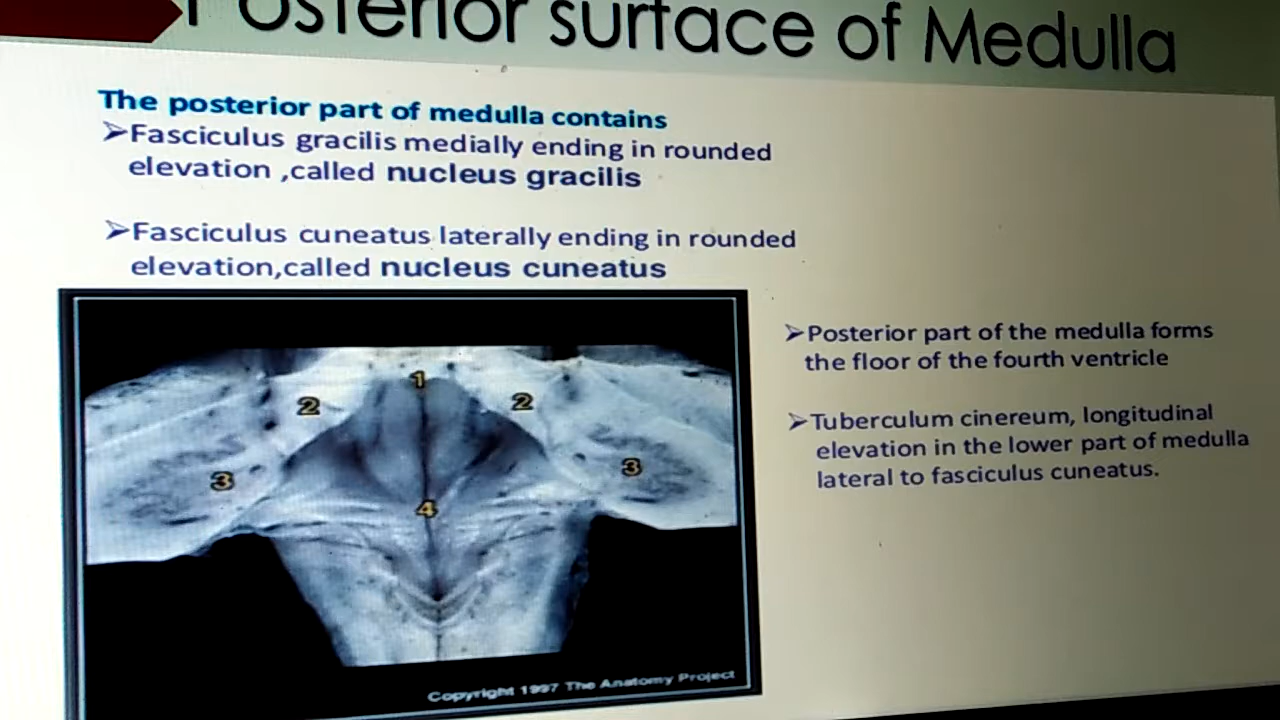 Posterior surface of Medulla
The posterior part of medulla contains
➢Fasciculus gracilis medially ending in rounded
elevation ,called nucleus gracilis
➢Fasciculus cuneatus laterally ending in rounded
elevation,called nucleus cuneatus
➢Posterior part of the medulla forms
the floor of the fourth ventricle
➢Tuberculum cinereum, longitudinal
elevation in the lower part of medulla
lateral to fasciculus cuneatus.
1
2 2
3 3
4
Copyright 1997 The Anatomy Project